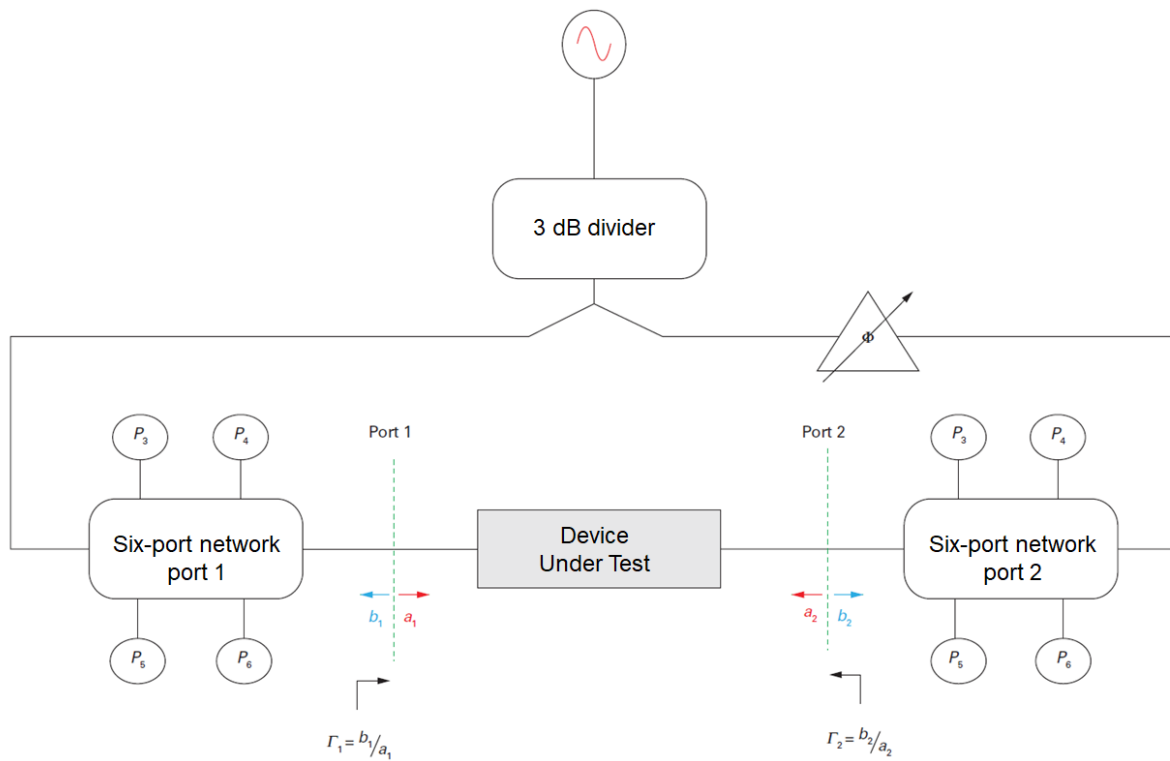 3 dB divider
Φ
P₃
P₄
Port 1
Port 2
P₃
P₄
Six-port network
port 1
Device
Under Test
Six-port network
port 2
b₁
a₁
a₂
b₂
P₅
P₆
P₅
P₆
Γ₁ = b₁/a₁
Γ₂ = b₂/a₂